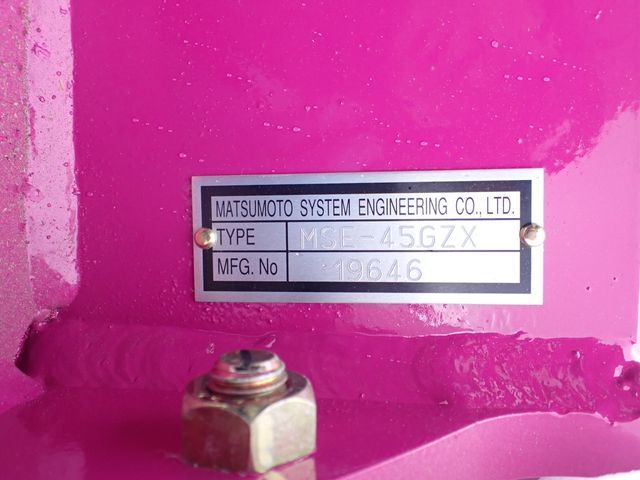 MATSUMOTO SYSTEM ENGINEERING CO., LTD.
TYPE MSE-45GZX
MFG. No 19646